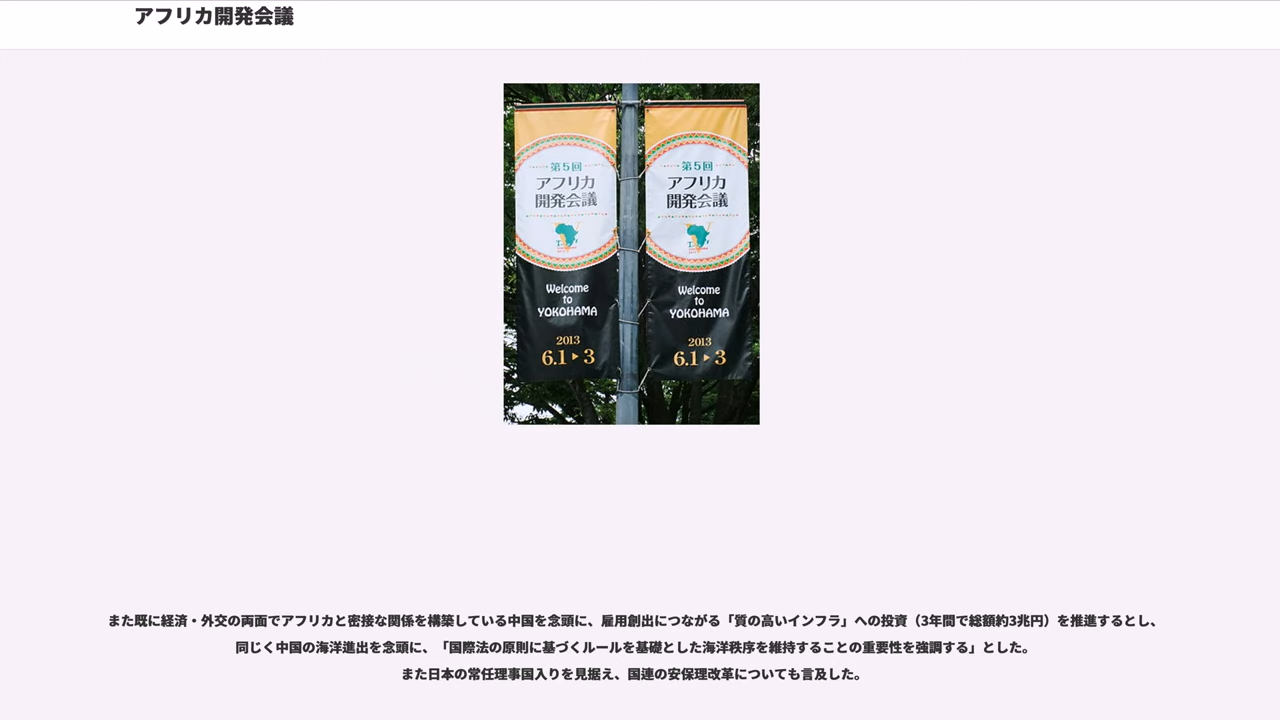 アフリカ開発会議
第5回
アフリカ
開発会議
Welcome
to
YOKOHAMA
2013
6.1▶3
第5回
アフリカ
開発会議
Welcome
to
YOKOHAMA
2013
6.1▶3
また既に経済・外交の両面でアフリカと密接な関係を構築している中国を念頭に、雇用創出につながる「質の高いインフラ」への投資（3年間で総額約3兆円）を推進するとし、
同じく中国の海洋進出を念頭に、「国際法の原則に基づくルールを基礎とした海洋秩序を維持することの重要性を強調する」とした。
また日本の常任理事国入りを見据え、国連の安保理改革についても言及した。